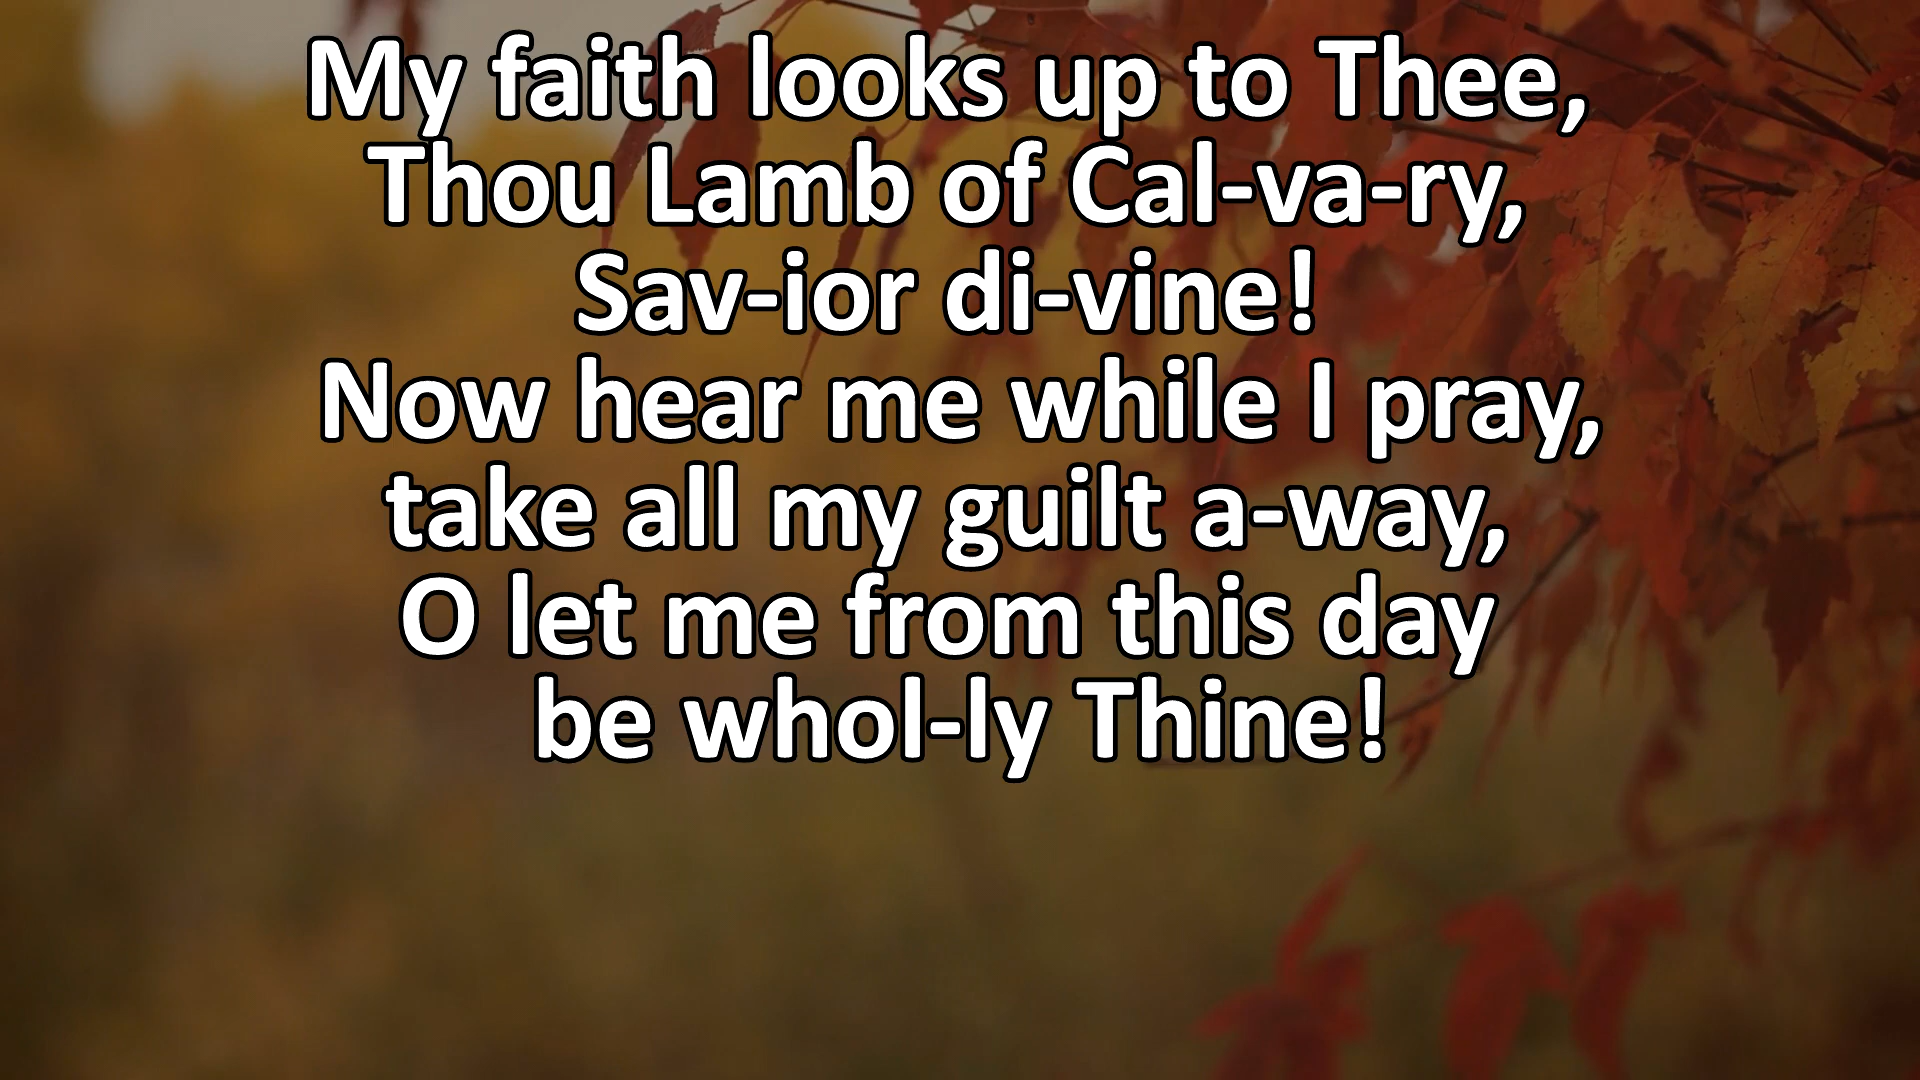 My faith looks up to Thee,
Thou Lamb of Cal-va-ry,
Sav-ior di-vine!
Now hear me while I pray,
take all my guilt a-way,
O let me from this day
be whol-ly Thine!